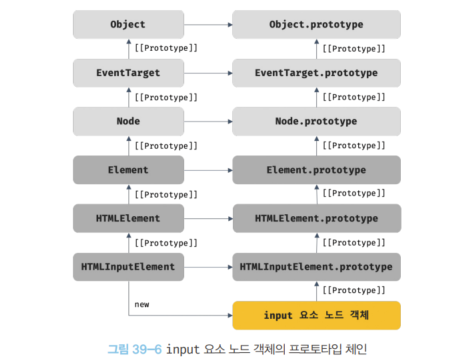 Object Object.prototype
[[Prototype]] [[Prototype]]
EventTarget EventTarget.prototype
[[Prototype]] [[Prototype]]
Node Node.prototype
[[Prototype]] [[Prototype]]
Element Element.prototype
[[Prototype]] [[Prototype]]
HTMLElement HTMLElement.prototype
[[Prototype]] [[Prototype]]
HTMLInputElement HTMLInputElement.prototype
[[Prototype]]
new
input 요소 노드 객체
그림 39-6 input 요소 노드 객체의 프로토타입 체인